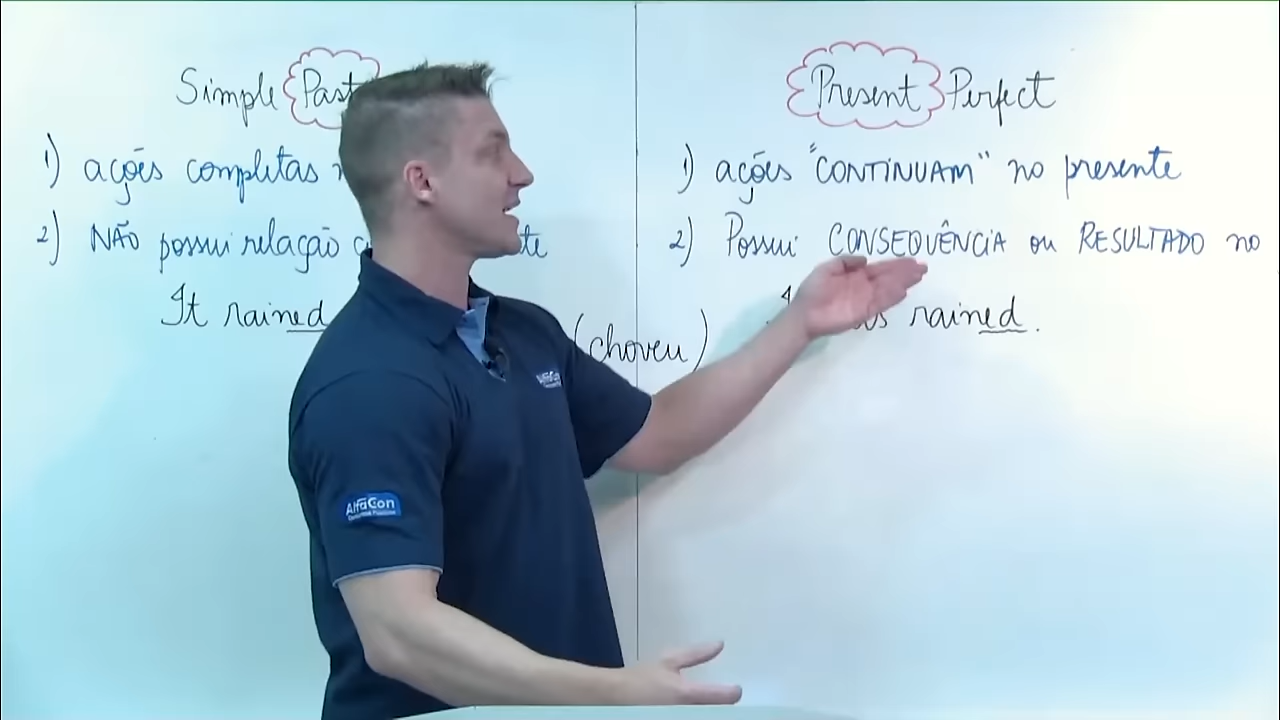 Simple Past
1) ações completas
2) NÃO possui relação
It rained
(choveu)
Present Perfect
1) ações "CONTINUAM" no presente
2) Possui CONSEQUÊNCIA ou RESULTADO no
rained.
AlfaCon